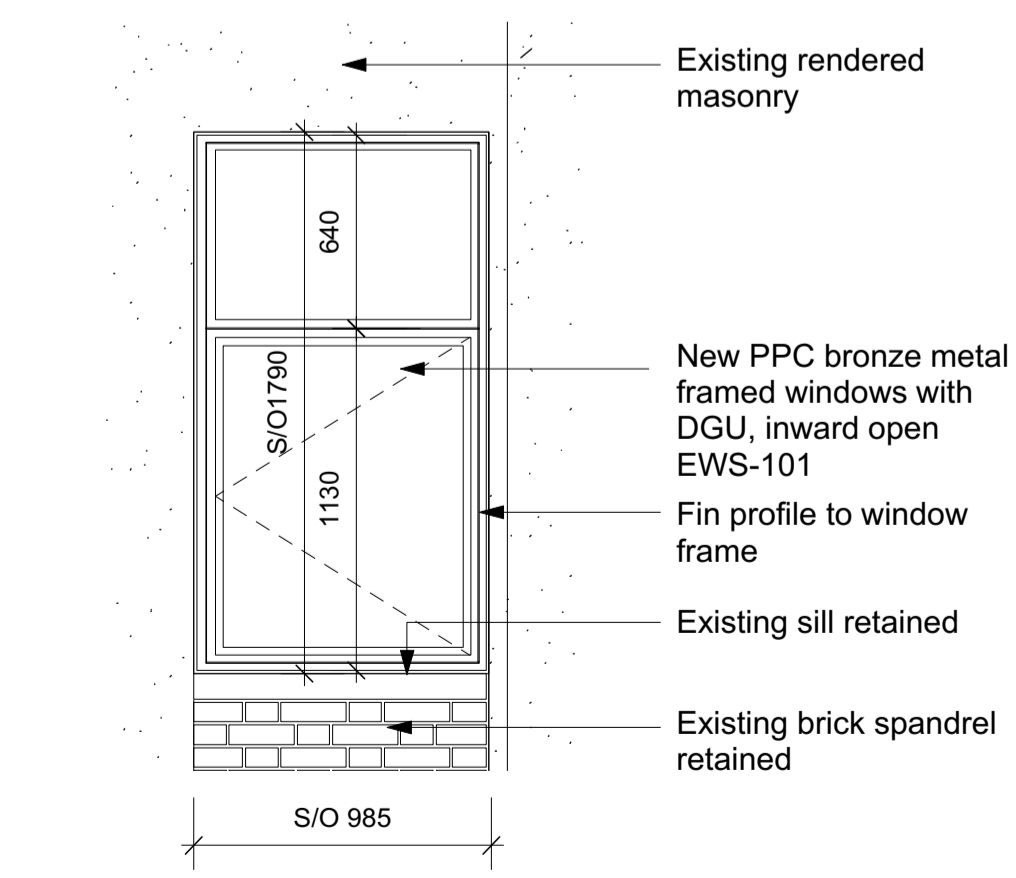 Existing rendered
masonry
640
New PPC bronze metal
framed windows with
DGU, inward open
EWS-101
S/O1790
1130
Fin profile to window
frame
Existing sill retained
Existing brick spandrel
retained
S/O 985